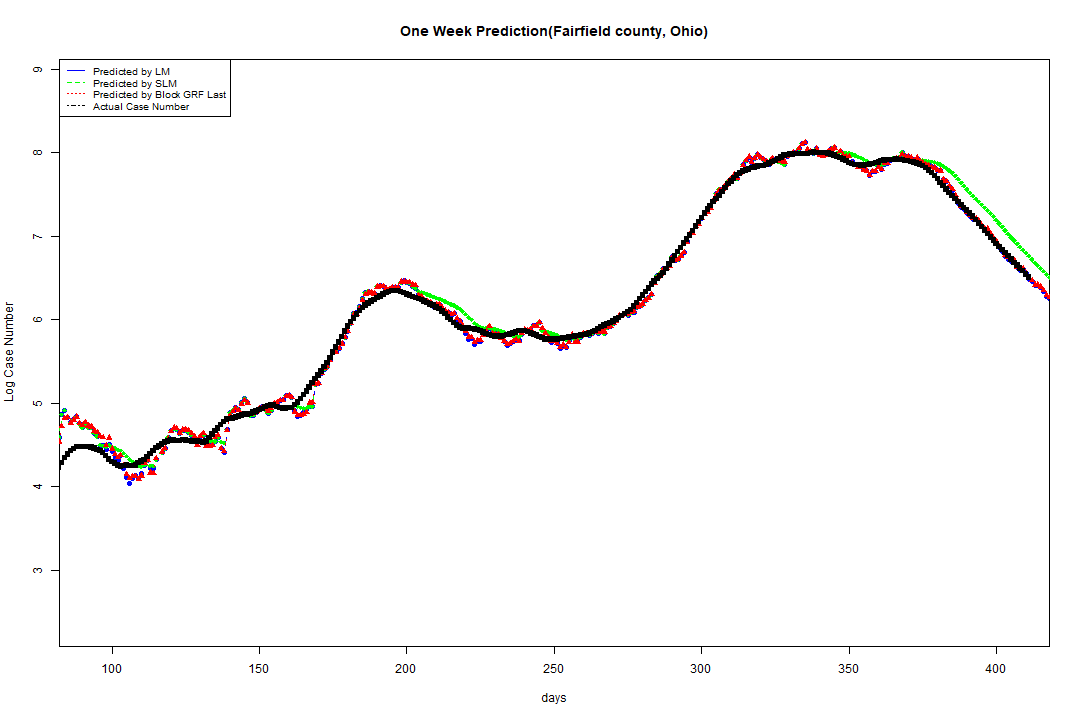 One Week Prediction(Fairfield county, Ohio)
Predicted by LM
Predicted by SLM
Predicted by Block GRF Last
Actual Case Number
9
8
7
6
5
4
3
Log Case Number
100 150 200 250 300 350 400
days